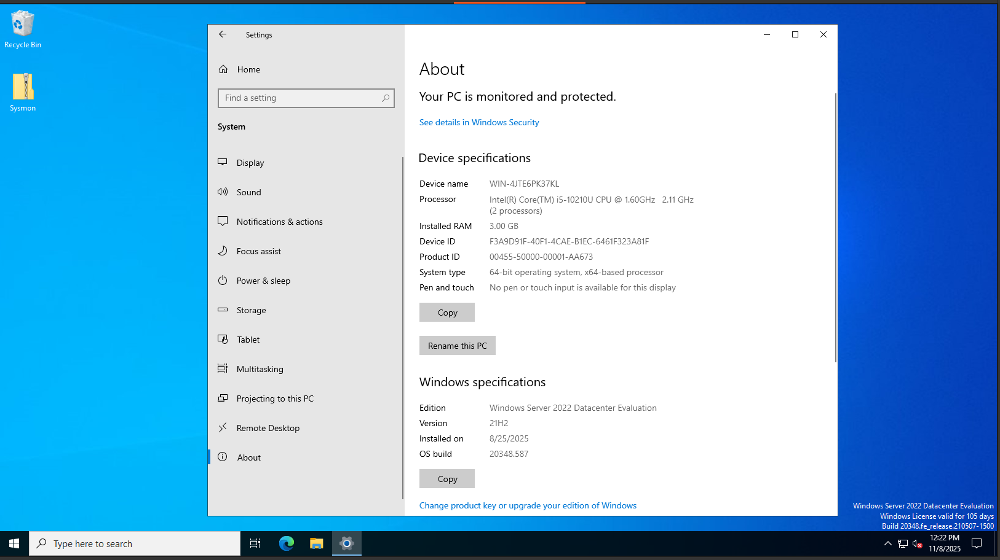 Recycle Bin
Sysmon
Settings
Home
Find a setting
System
Display
Sound
Notifications & actions
Focus assist
Power & sleep
Storage
Tablet
Multitasking
Projecting to this PC
Remote Desktop
About
About
Your PC is monitored and protected.
See details in Windows Security
Device specifications
Device name WIN-4JTE6PK37KL
Processor Intel(R) Core(TM) i5-10210U CPU @ 1.60GHz 2.11 GHz
(2 processors)
Installed RAM 3.00 GB
Device ID F3A9D91F-40F1-4CAE-B1EC-6461F323A81F
Product ID 00455-50000-00001-AA673
System type 64-bit operating system, x64-based processor
Pen and touch No pen or touch input is available for this display
Copy
Rename this PC
Windows specifications
Edition Windows Server 2022 Datacenter Evaluation
Version 21H2
Installed on 8/25/2025
OS build 20348.587
Copy
Change product key or upgrade your edition of Windows
Windows Server 2022 Datacenter Evaluation
Windows License valid for 105 days
Build 20348.fe_release.210507-1500
Type here to search
12:22 PM
11/8/2025